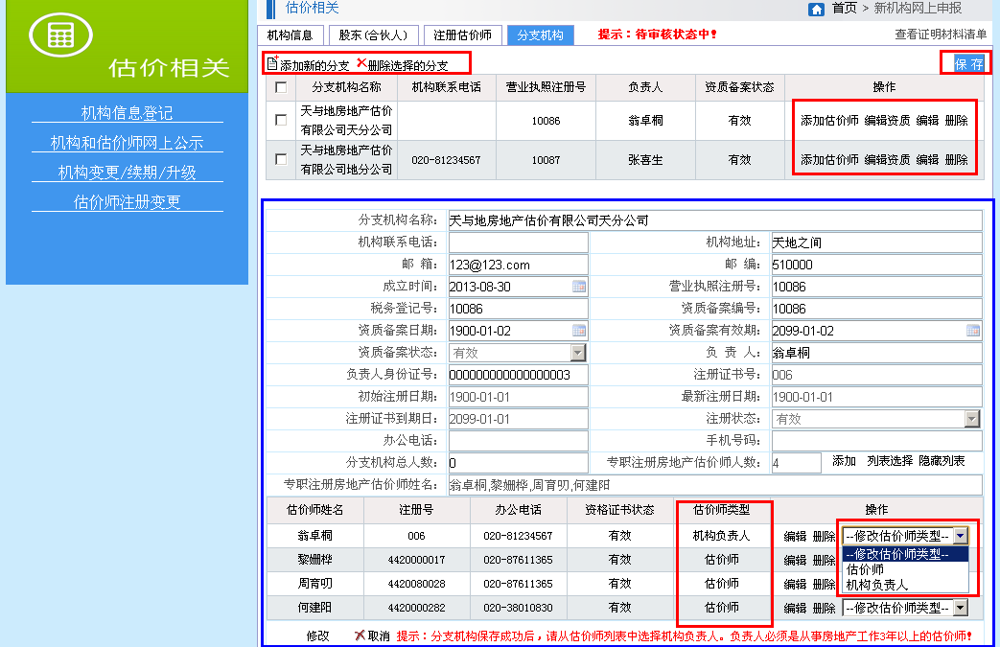 估价相关
机构信息登记
机构和估价师网上公示
机构变更/续期/升级
估价师注册变更
估价相关 首页 > 新机构网上申报
机构信息 股东(合伙人) 注册估价师 分支机构 提示：待审核状态中！ 查看证明材料清单
添加新的分支 删除选择的分支 保 存
分支机构名称 机构联系电话 营业执照注册号 负责人 资质备案状态 操作
天与地房地产估价
有限公司天分公司 10086 翁卓桐 有效 添加估价师 编辑资质 编辑 删除
天与地房地产估价
有限公司地分公司 020-81234567 10087 张喜生 有效 添加估价师 编辑资质 编辑 删除
分支机构名称： 天与地房地产估价有限公司天分公司
机构联系电话： 机构地址： 天地之间
邮 箱： 123@123.com 邮 编： 510000
成立时间： 2013-08-30 营业执照注册号： 10086
税务登记号： 10086 资质备案编号： 10086
资质备案日期： 1900-01-02 资质备案有效期： 2099-01-02
资质备案状态： 有效 负 责 人： 翁卓桐
负责人身份证号： 000000000000000003 注册证书号： 006
初始注册日期： 1900-01-01 最新注册日期： 1900-01-01
注册证书到期日： 2099-01-01 注册状态： 有效
办公电话： 手机号码：
分支机构总人数： 0 专职注册房地产估价师人数： 4 添加 列表选择 隐藏列表
专职注册房地产估价师姓名： 翁卓桐,黎姗桦,周育叨,何建阳
估价师姓名 注册号 办公电话 资格证书状态 估价师类型 操作
翁卓桐 006 020-81234567 有效 机构负责人 编辑 删除 --修改估价师类型--
黎姗桦 4420000017 020-87611365 有效 估价师 编辑 删除 --修改估价师类型--
估价师
周育叨 4420080028 020-87611365 有效 估价师 编辑 删除 机构负责人
何建阳 4420000282 020-38010830 有效 估价师 编辑 删除 --修改估价师类型--
修改 取消 提示：分支机构保存成功后，请从估价师列表中选择机构负责人。负责人必须是从事房地产工作3年以上的估价师！